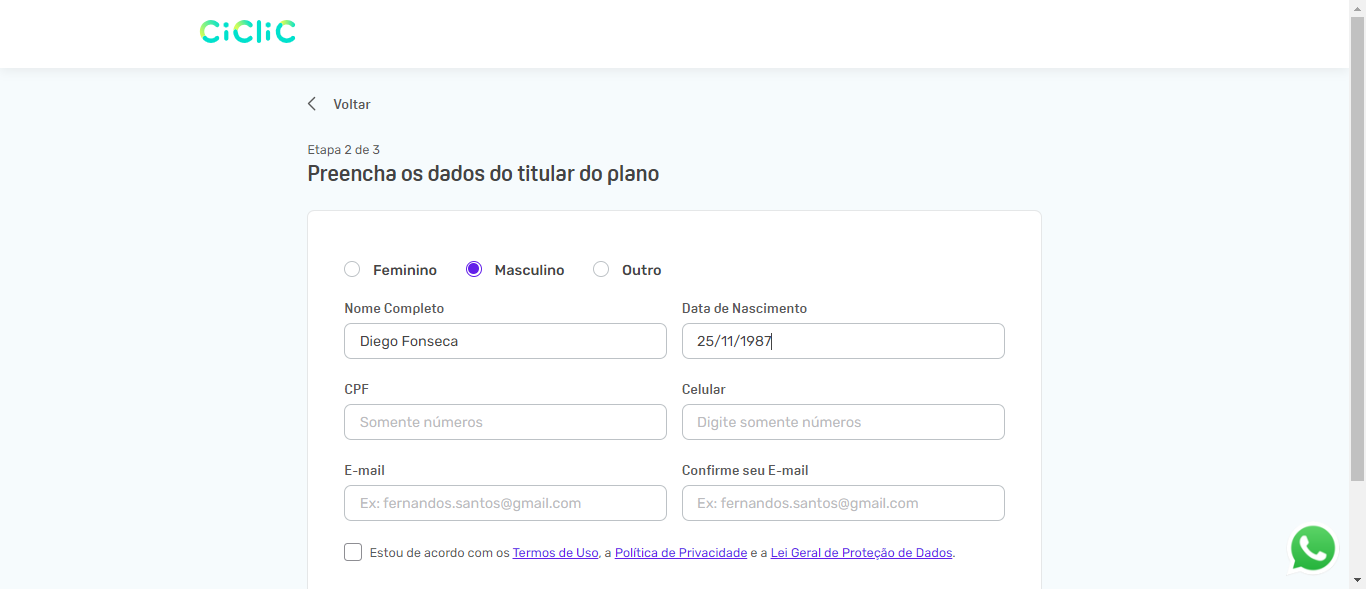 CiCliC
Voltar
Etapa 2 de 3
Preencha os dados do titular do plano
Feminino Masculino Outro
Nome Completo Data de Nascimento
Diego Fonseca 25/11/1987
CPF Celular
Somente números Digite somente números
E-mail Confirme seu E-mail
Ex: fernandos.santos@gmail.com Ex: fernandos.santos@gmail.com
Estou de acordo com os Termos de Uso, a Política de Privacidade e a Lei Geral de Proteção de Dados.